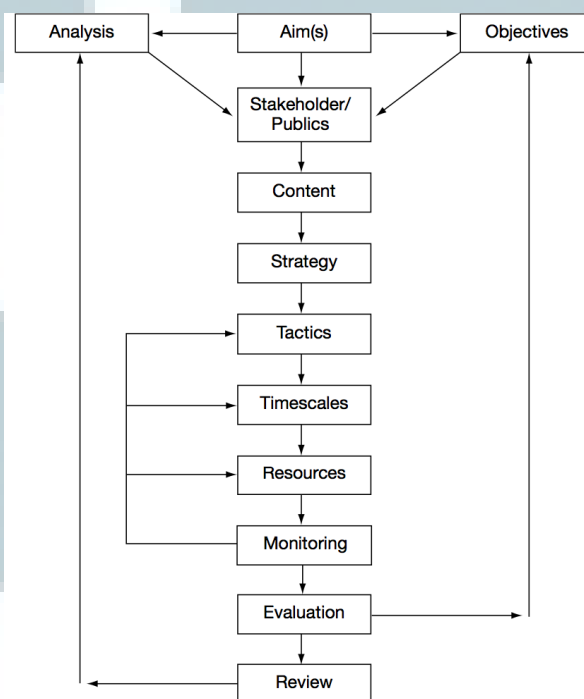 Analysis
Aim(s)
Objectives
Stakeholder/
Publics
Content
Strategy
Tactics
Timescales
Resources
Monitoring
Evaluation
Review